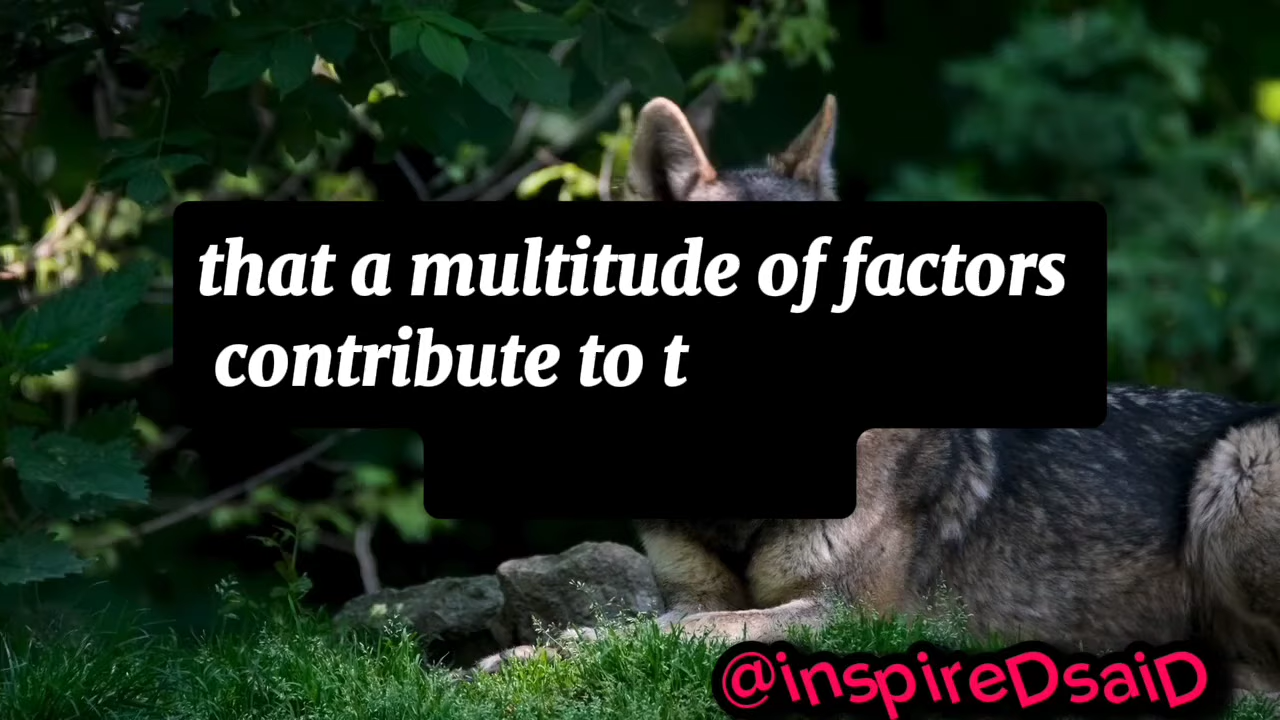 that a multitude of factors
contribute to t
@inspireDsaiD